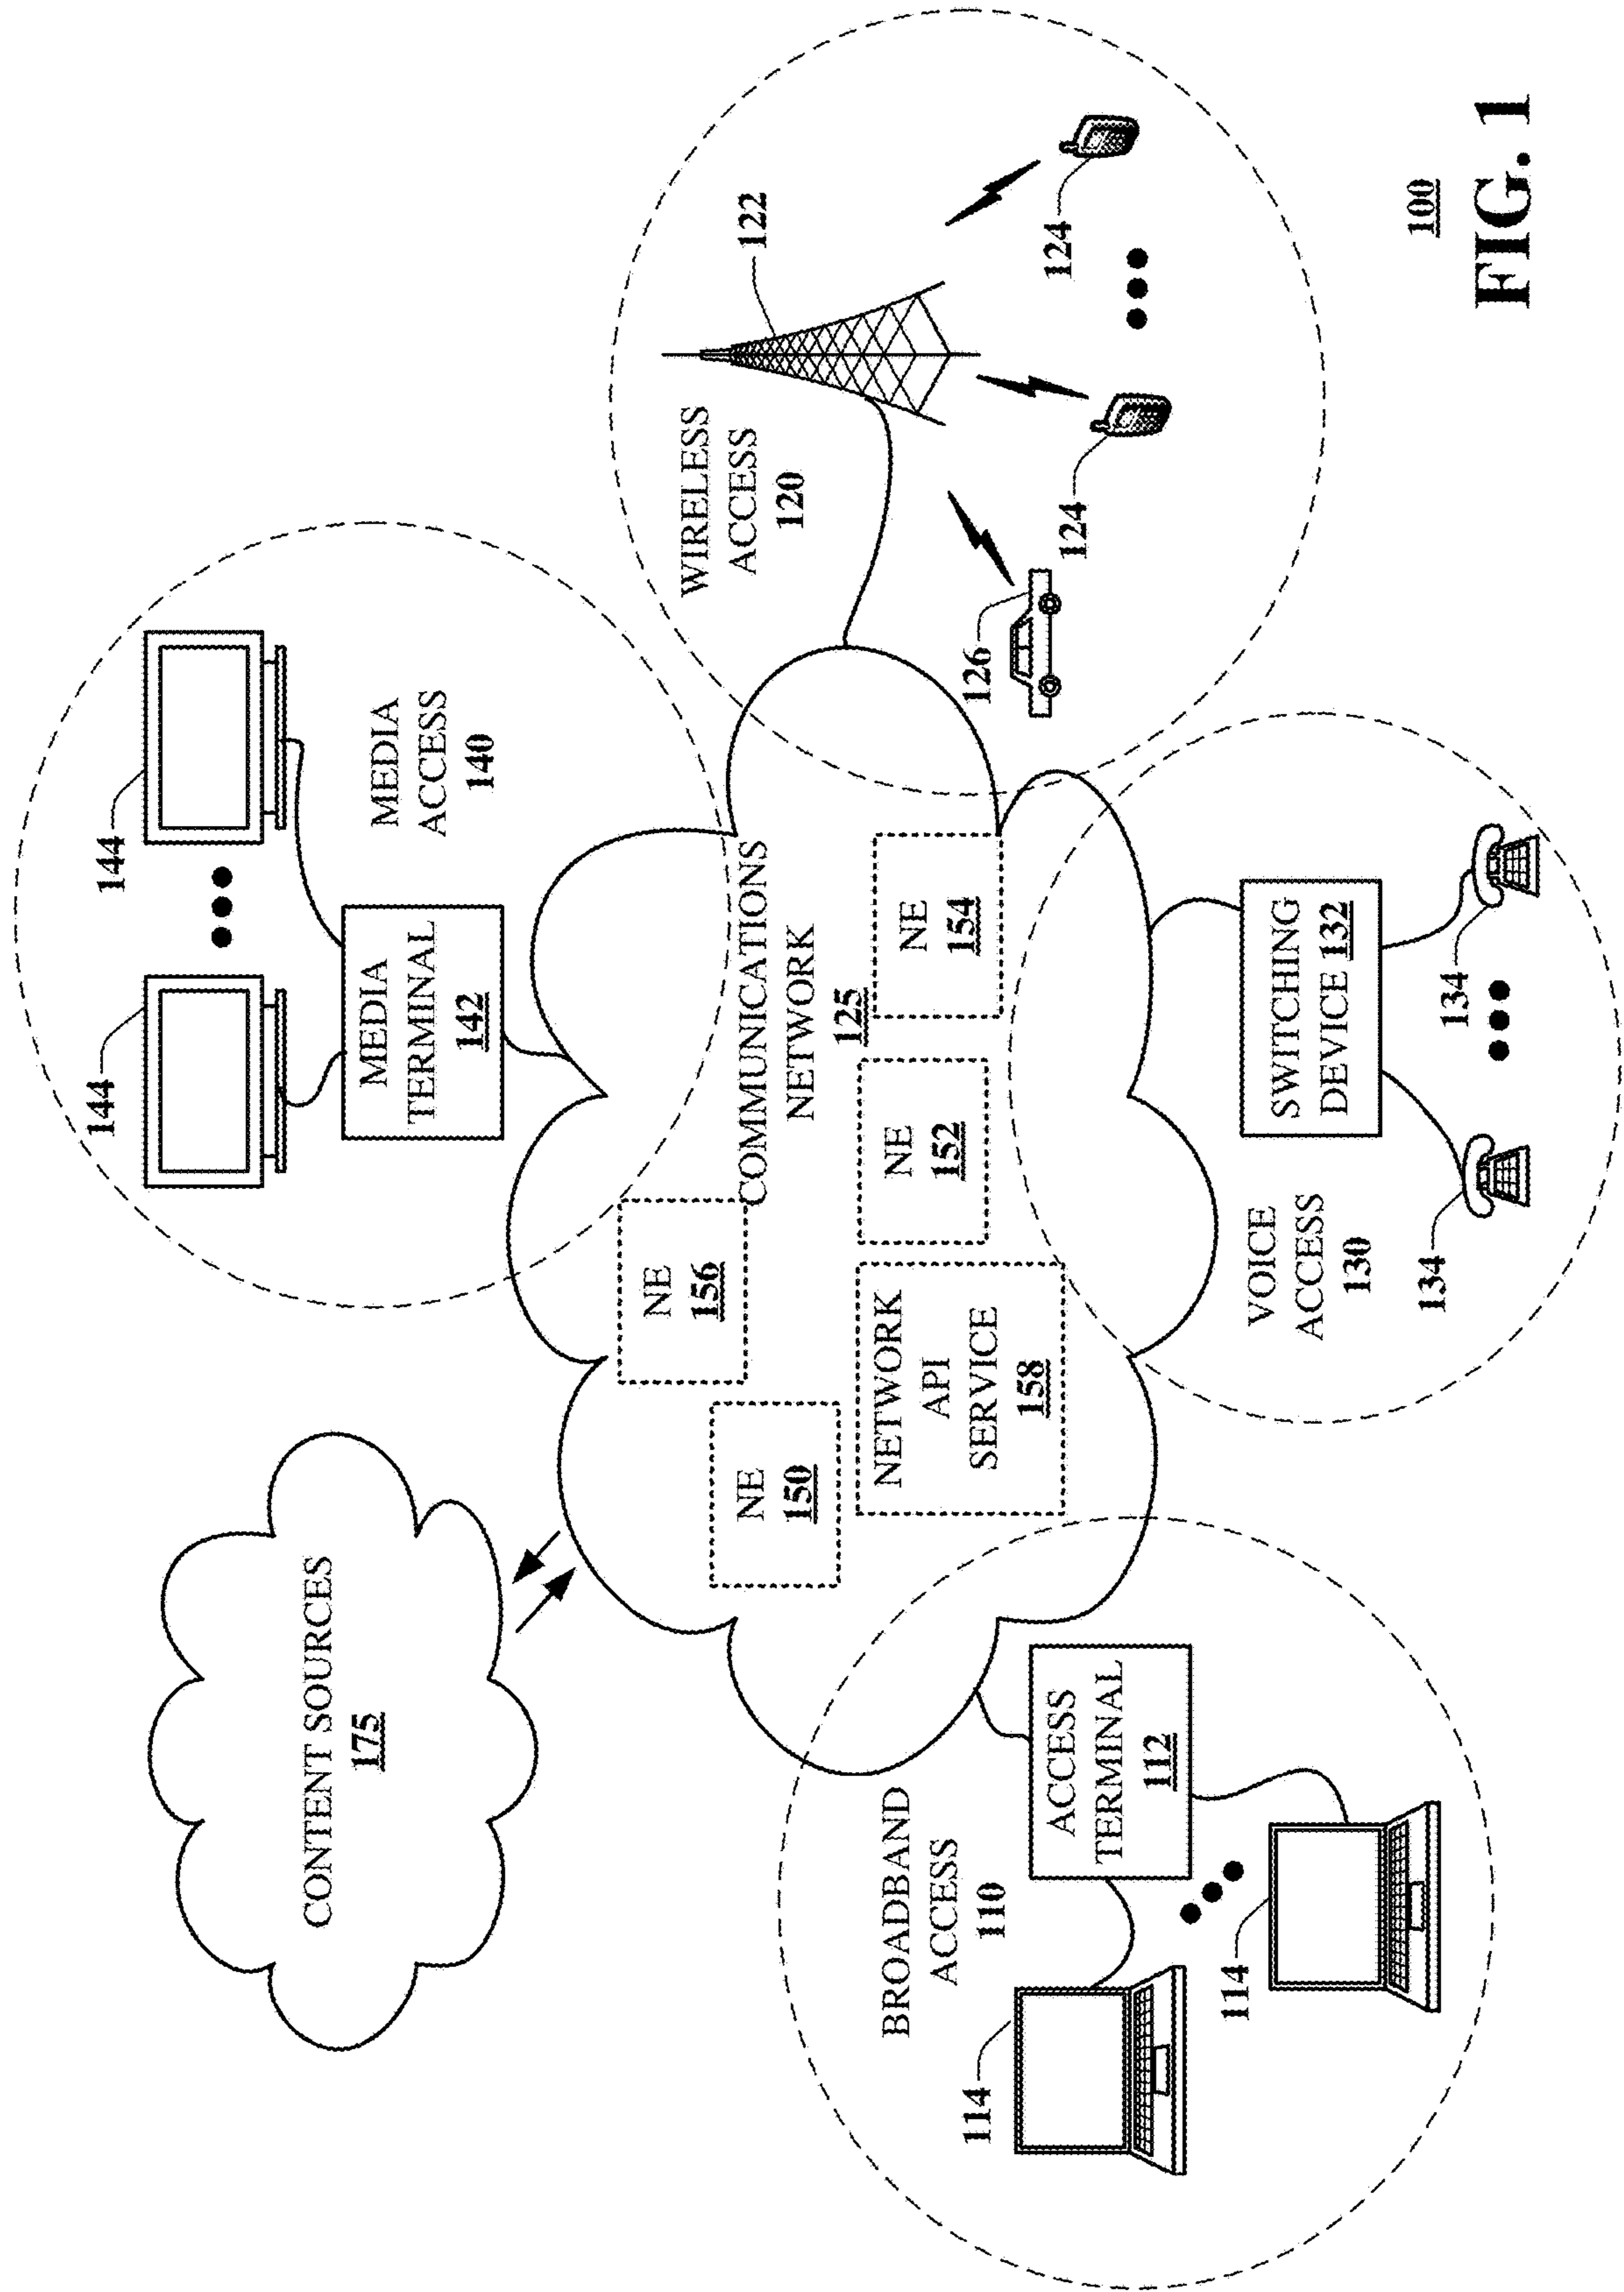 CONTENT SOURCES
175
144
144
MEDIA
TERMINAL
142
MEDIA
ACCESS
140
COMMUNICATIONS
NETWORK
125
NE
150
NE
156
NE
152
NE
154
NETWORK
API
SERVICE
158
WIRELESS
ACCESS
120
122
124
124
126
BROADBAND
ACCESS
110
ACCESS
TERMINAL
112
114
114
VOICE
ACCESS
130
SWITCHING
DEVICE 132
134
134
100
FIG. 1